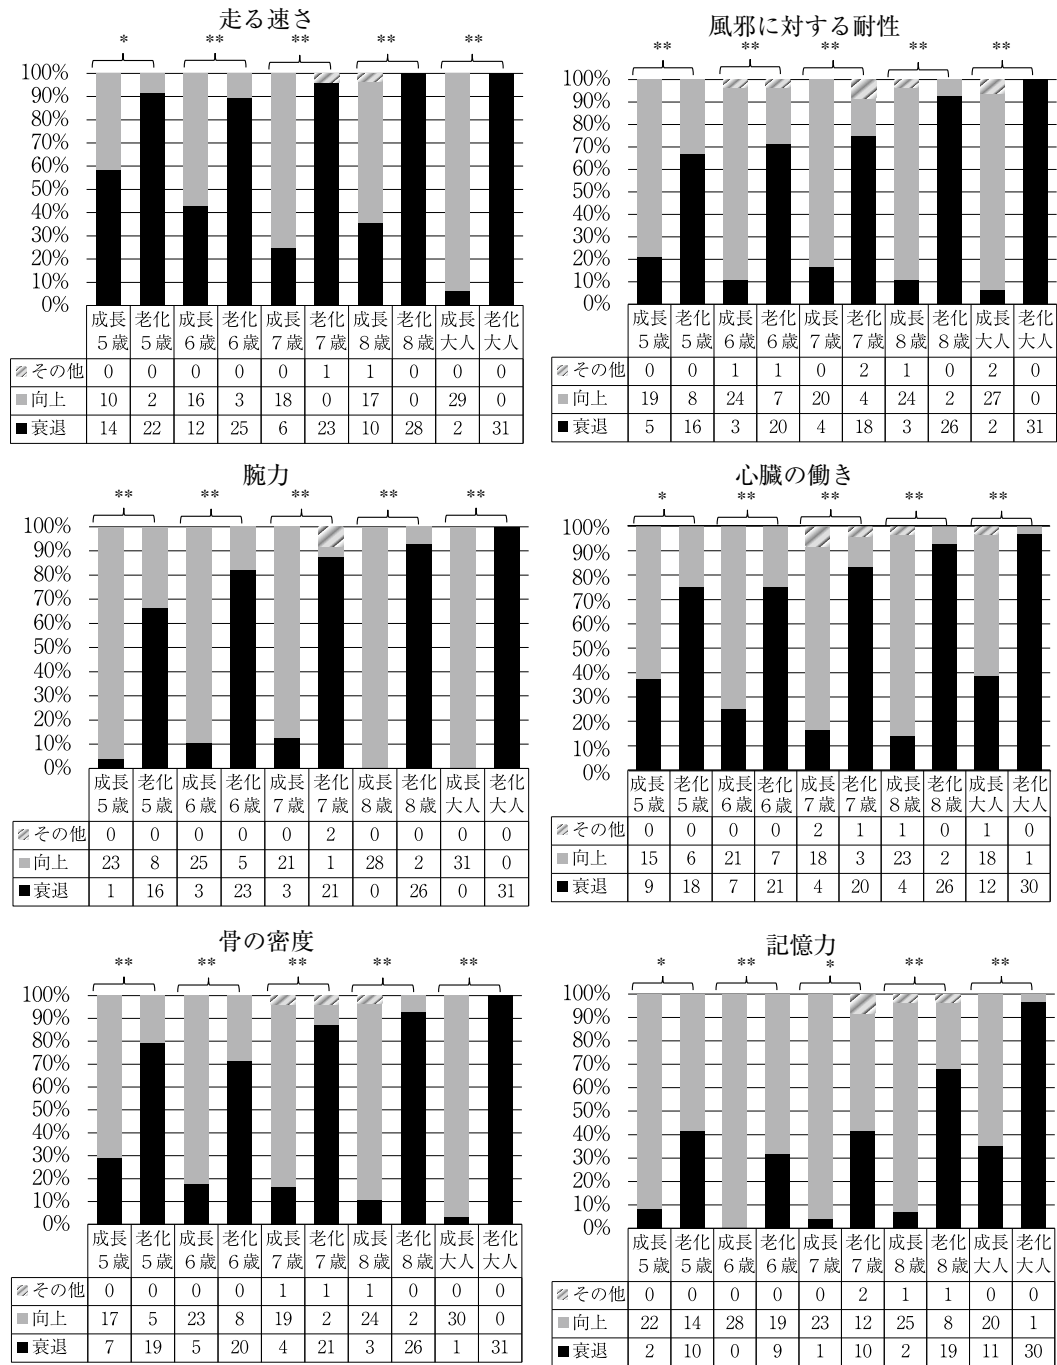 走る速さ
* ** ** ** **
100%
90%
80%
70%
60%
50%
40%
30%
20%
10%
0%
成長 老化 成長 老化 成長 老化 成長 老化 成長 老化
5歳 5歳 6歳 6歳 7歳 7歳 8歳 8歳 大人 大人
その他 0 0 0 0 0 1 1 0 0 0
向上 10 2 16 3 18 0 17 0 29 0
衰退 14 22 12 25 6 23 10 28 2 31
風邪に対する耐性
** ** ** ** **
100%
90%
80%
70%
60%
50%
40%
30%
20%
10%
0%
成長 老化 成長 老化 成長 老化 成長 老化 成長 老化
5歳 5歳 6歳 6歳 7歳 7歳 8歳 8歳 大人 大人
その他 0 0 1 1 0 2 1 0 2 0
向上 19 8 24 7 20 4 24 2 27 0
衰退 5 16 3 20 4 18 3 26 2 31
腕力
** ** ** ** **
100%
90%
80%
70%
60%
50%
40%
30%
20%
10%
0%
成長 老化 成長 老化 成長 老化 成長 老化 成長 老化
5歳 5歳 6歳 6歳 7歳 7歳 8歳 8歳 大人 大人
その他 0 0 0 0 0 2 0 0 0 0
向上 23 8 25 5 21 1 28 2 31 0
衰退 1 16 3 23 3 21 0 26 0 31
心臓の働き
* ** ** ** **
100%
90%
80%
70%
60%
50%
40%
30%
20%
10%
0%
成長 老化 成長 老化 成長 老化 成長 老化 成長 老化
5歳 5歳 6歳 6歳 7歳 7歳 8歳 8歳 大人 大人
その他 0 0 0 0 2 1 1 0 1 0
向上 15 6 21 7 18 3 23 2 18 1
衰退 9 18 7 21 4 20 4 26 12 30
骨の密度
** ** ** ** **
100%
90%
80%
70%
60%
50%
40%
30%
20%
10%
0%
成長 老化 成長 老化 成長 老化 成長 老化 成長 老化
5歳 5歳 6歳 6歳 7歳 7歳 8歳 8歳 大人 大人
その他 0 0 0 0 1 1 1 0 0 0
向上 17 5 23 8 19 2 24 2 30 0
衰退 7 19 5 20 4 21 3 26 1 31
記憶力
* ** * ** **
100%
90%
80%
70%
60%
50%
40%
30%
20%
10%
0%
成長 老化 成長 老化 成長 老化 成長 老化 成長 老化
5歳 5歳 6歳 6歳 7歳 7歳 8歳 8歳 大人 大人
その他 0 0 0 0 0 2 1 1 0 0
向上 22 14 28 19 23 12 25 8 20 1
衰退 2 10 0 9 1 10 2 19 11 30